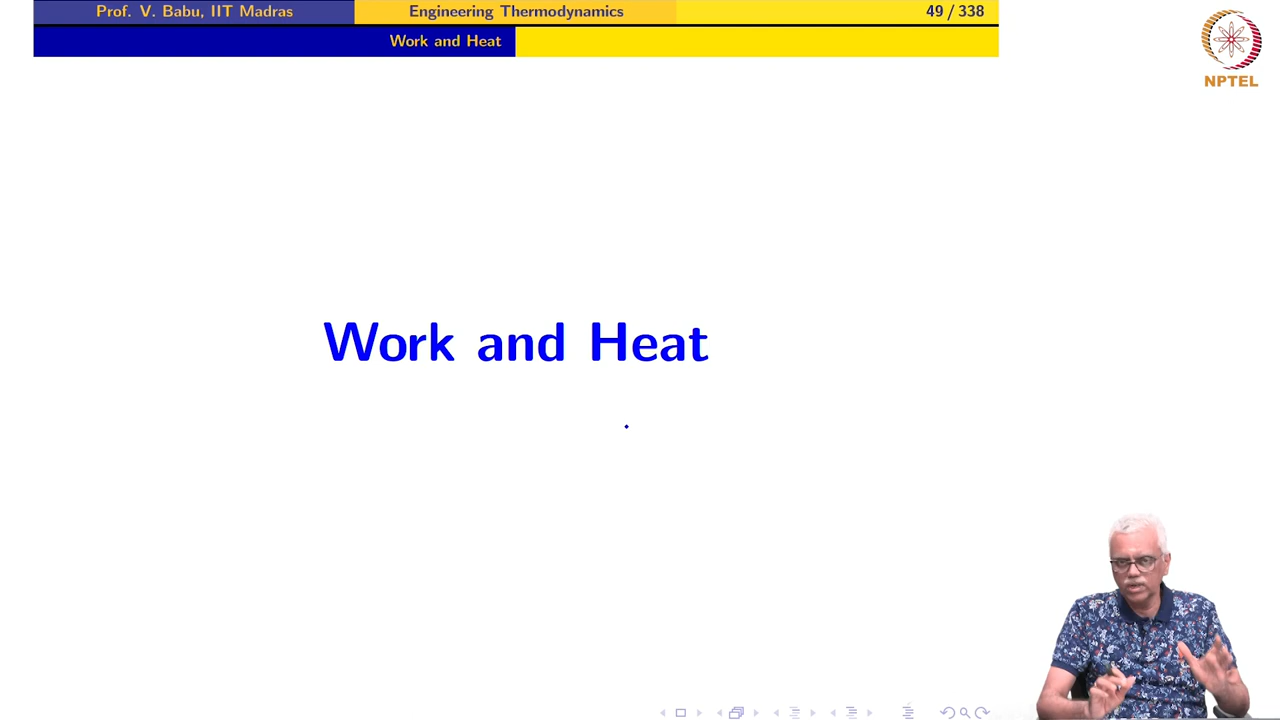 Prof. V. Babu, IIT Madras Engineering Thermodynamics 49 / 338
Work and Heat
NPTEL
Work and Heat